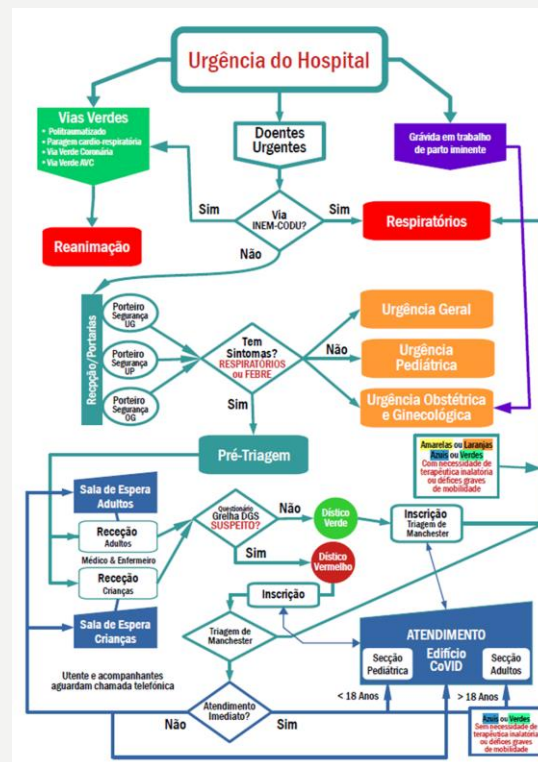 Urgência do Hospital
Vias Verdes
• Politraumatizado
• Paragem cardio-respiratória
• Via Verde Coronária
• Via Verde AVC
Doentes
Urgentes
Grávida em trabalho
de parto iminente
Sim
Via
INEM-CODU?
Sim
Respiratórios
Reanimação
Não
Recpção/Portarias
Porteiro
Segurança
UG
Porteiro
Segurança
UP
Porteiro
Segurança
OG
Tem
Sintomas?
RESPIRATÓRIOS
ou FEBRE
Não
Sim
Urgência Geral
Urgência
Pediátrica
Urgência Obstétrica
e Ginecológica
Pré-Triagem
Amarelas ou Laranjas
Azuis ou Verdes
Com necessidade de
terapêutica inalatoria
ou défices graves
de mobilidade
Sala de Espera
Adultos
Receção
Adultos
Médico & Enfermeiro
Receção
Crianças
Sala de Espera
Crianças
Questionário
Grelha DGS
SUSPEITO?
Não
Dístico
Verde
Inscrição
Triagem de
Manchester
Sim
Dístico
Vermelho
Inscrição
Triagem de
Manchester
ATENDIMENTO
Edifício
CoVID
Secção
Pediátrica
Secção
Adultos
Utente e acompanhantes
aguardam chamada telefónica
< 18 Anos
> 18 Anos
Não
Atendimento
Imediato?
Sim
Azuis ou Verdes
Sem necessidade de
terapêutica inalatoria
ou défices graves
de mobilidade